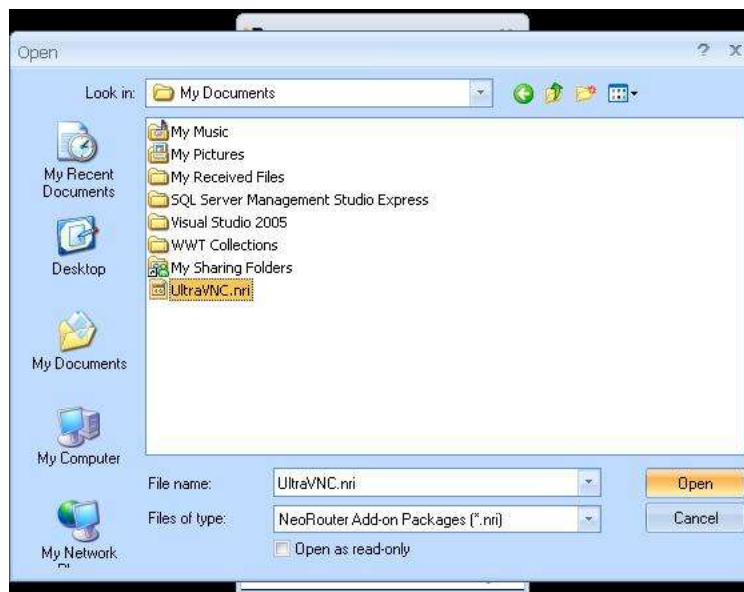 Open
Look in:
My Documents
My Recent
Documents
Desktop
My Documents
My Computer
My Network
My Music
My Pictures
My Received Files
SQL Server Management Studio Express
Visual Studio 2005
WWT Collections
My Sharing Folders
UltraVNC.nri
File name:
UltraVNC.nri
Open
Files of type:
NeoRouter Add-on Packages (*.nri)
Cancel
Open as read-only